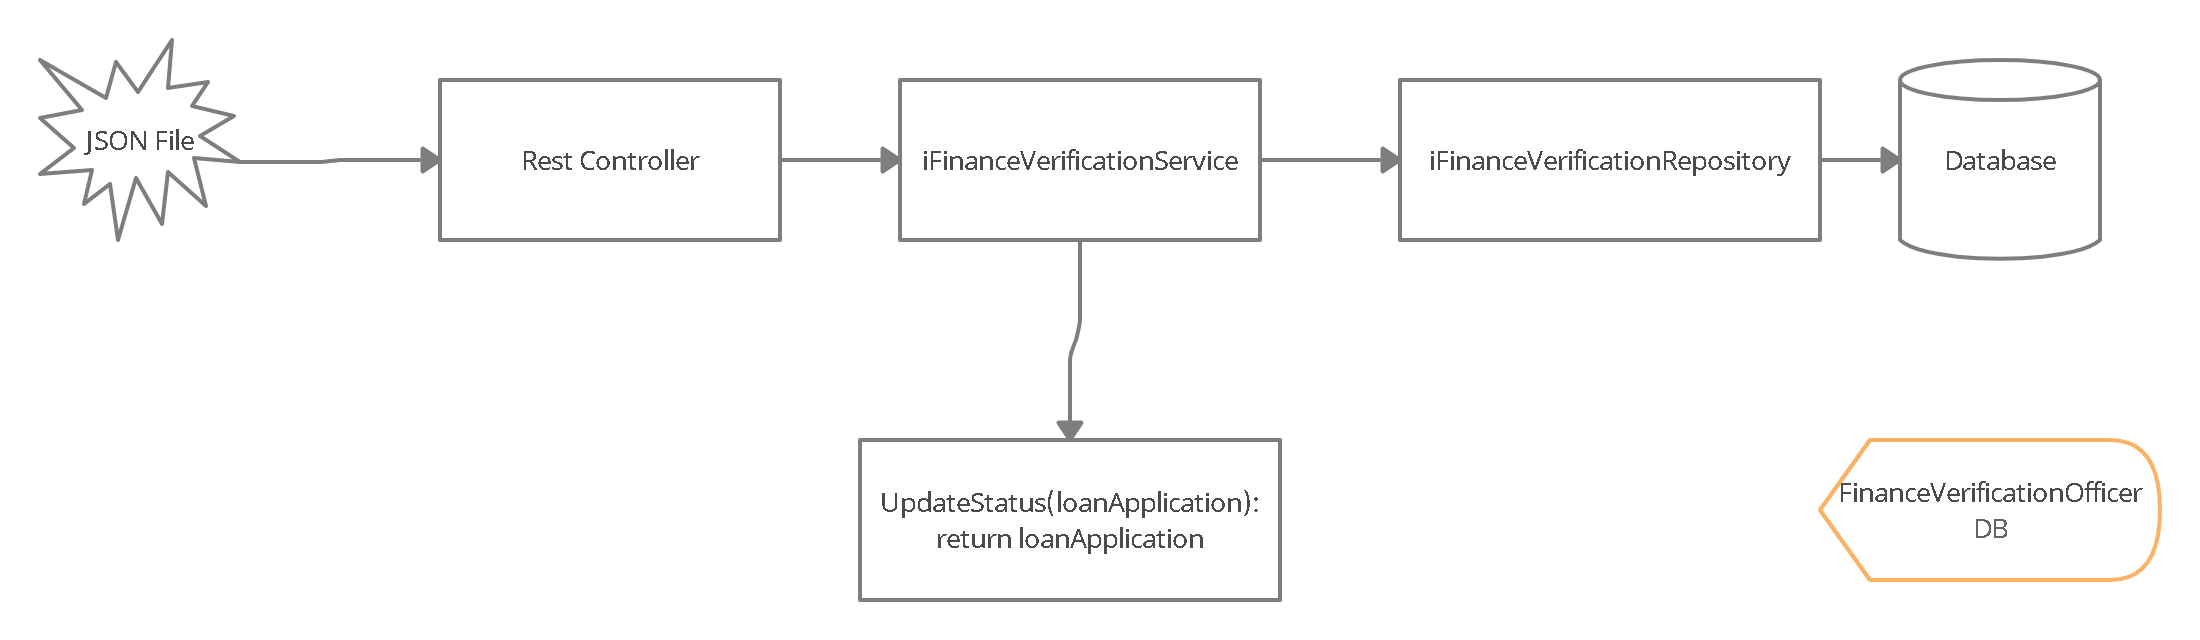 JSON File
Rest Controller
iFinanceVerificationService
iFinanceVerificationRepository
Database
UpdateStatus(loanApplication):
return loanApplication
FinanceVerificationOfficer
DB